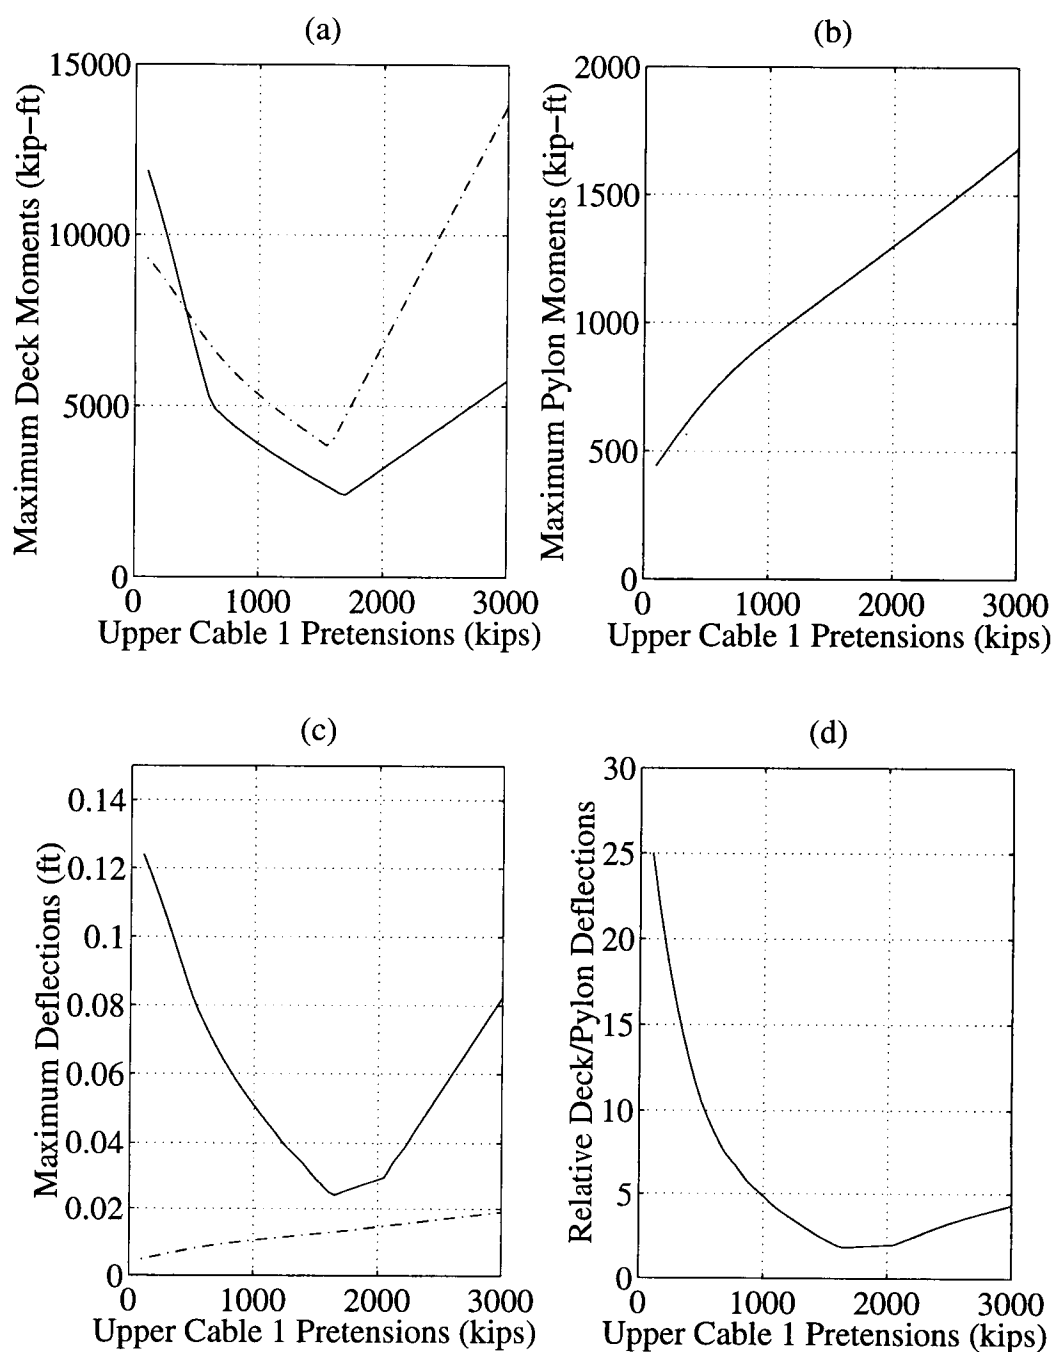 (a)
Maximum Deck Moments (kip-ft)
15000
10000
5000
0
0 1000 2000 3000
Upper Cable 1 Pretensions (kips)
(b)
Maximum Pylon Moments (kip-ft)
2000
1500
1000
500
0
0 1000 2000 3000
Upper Cable 1 Pretensions (kips)
(c)
Maximum Deflections (ft)
0.14
0.12
0.1
0.08
0.06
0.04
0.02
0
0 1000 2000 3000
Upper Cable 1 Pretensions (kips)
(d)
Relative Deck/Pylon Deflections
30
25
20
15
10
5
0
0 1000 2000 3000
Upper Cable 1 Pretensions (kips)